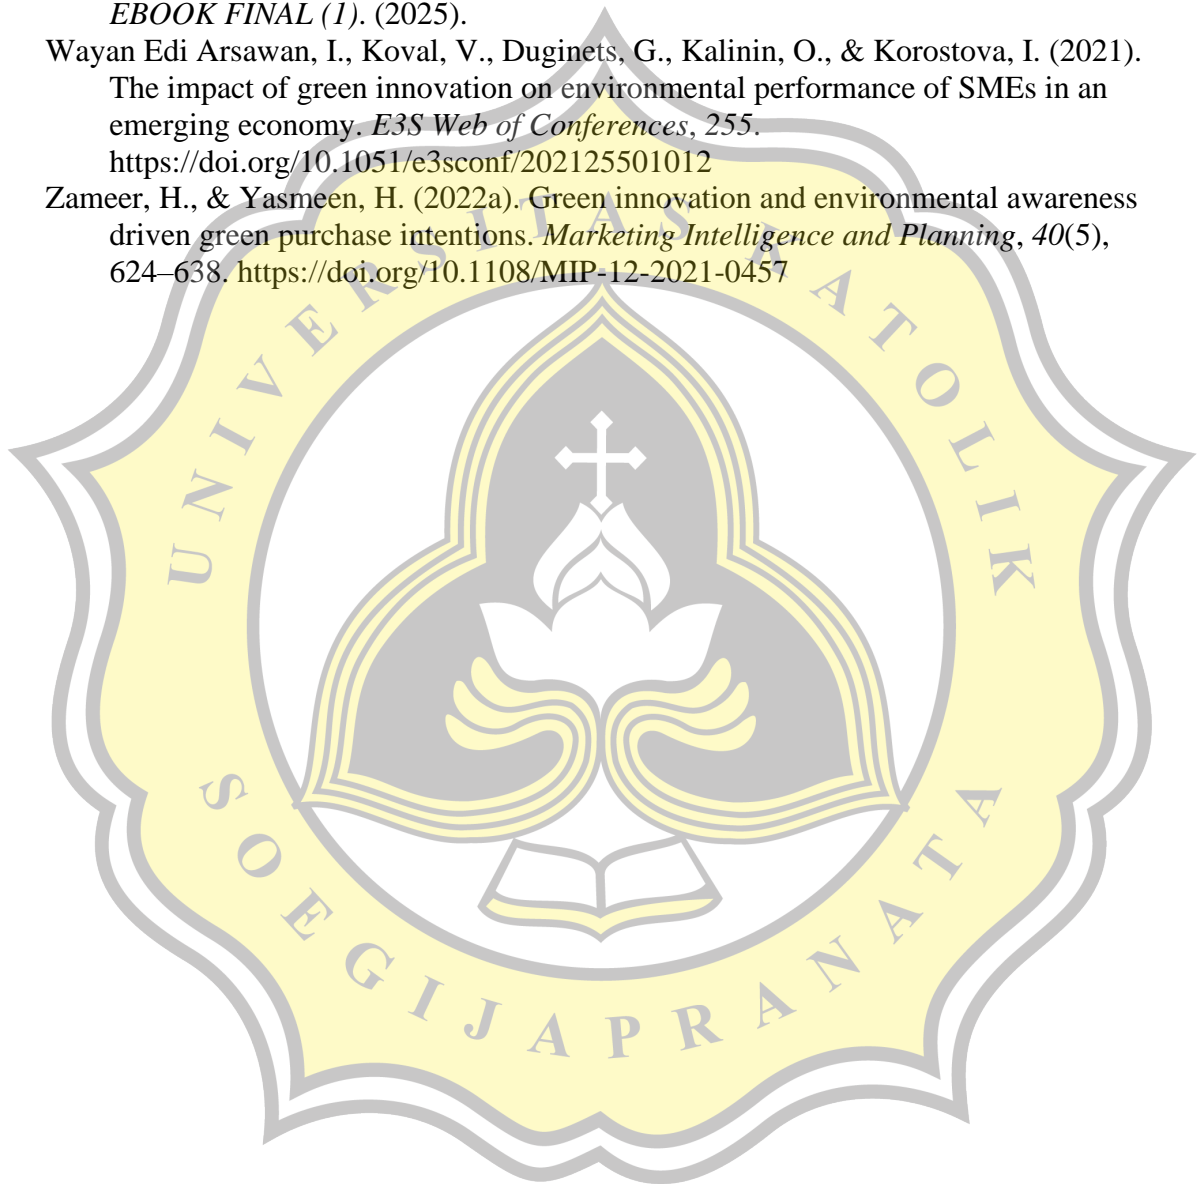 EBOOK FINAL (1). (2025).
Wayan Edi Arsawan, I., Koval, V., Duginets, G., Kalinin, O., & Korostova, I. (2021).
The impact of green innovation on environmental performance of SMEs in an
emerging economy. E3S Web of Conferences, 255.
https://doi.org/10.1051/e3sconf/202125501012
Zameer, H., & Yasmeen, H. (2022a). Green innovation and environmental awareness
driven green purchase intentions. Marketing Intelligence and Planning, 40(5),
624–638. https://doi.org/10.1108/MIP-12-2021-0457
UNIVERSITAS KATOLIK
SOEGIJAPRANATA